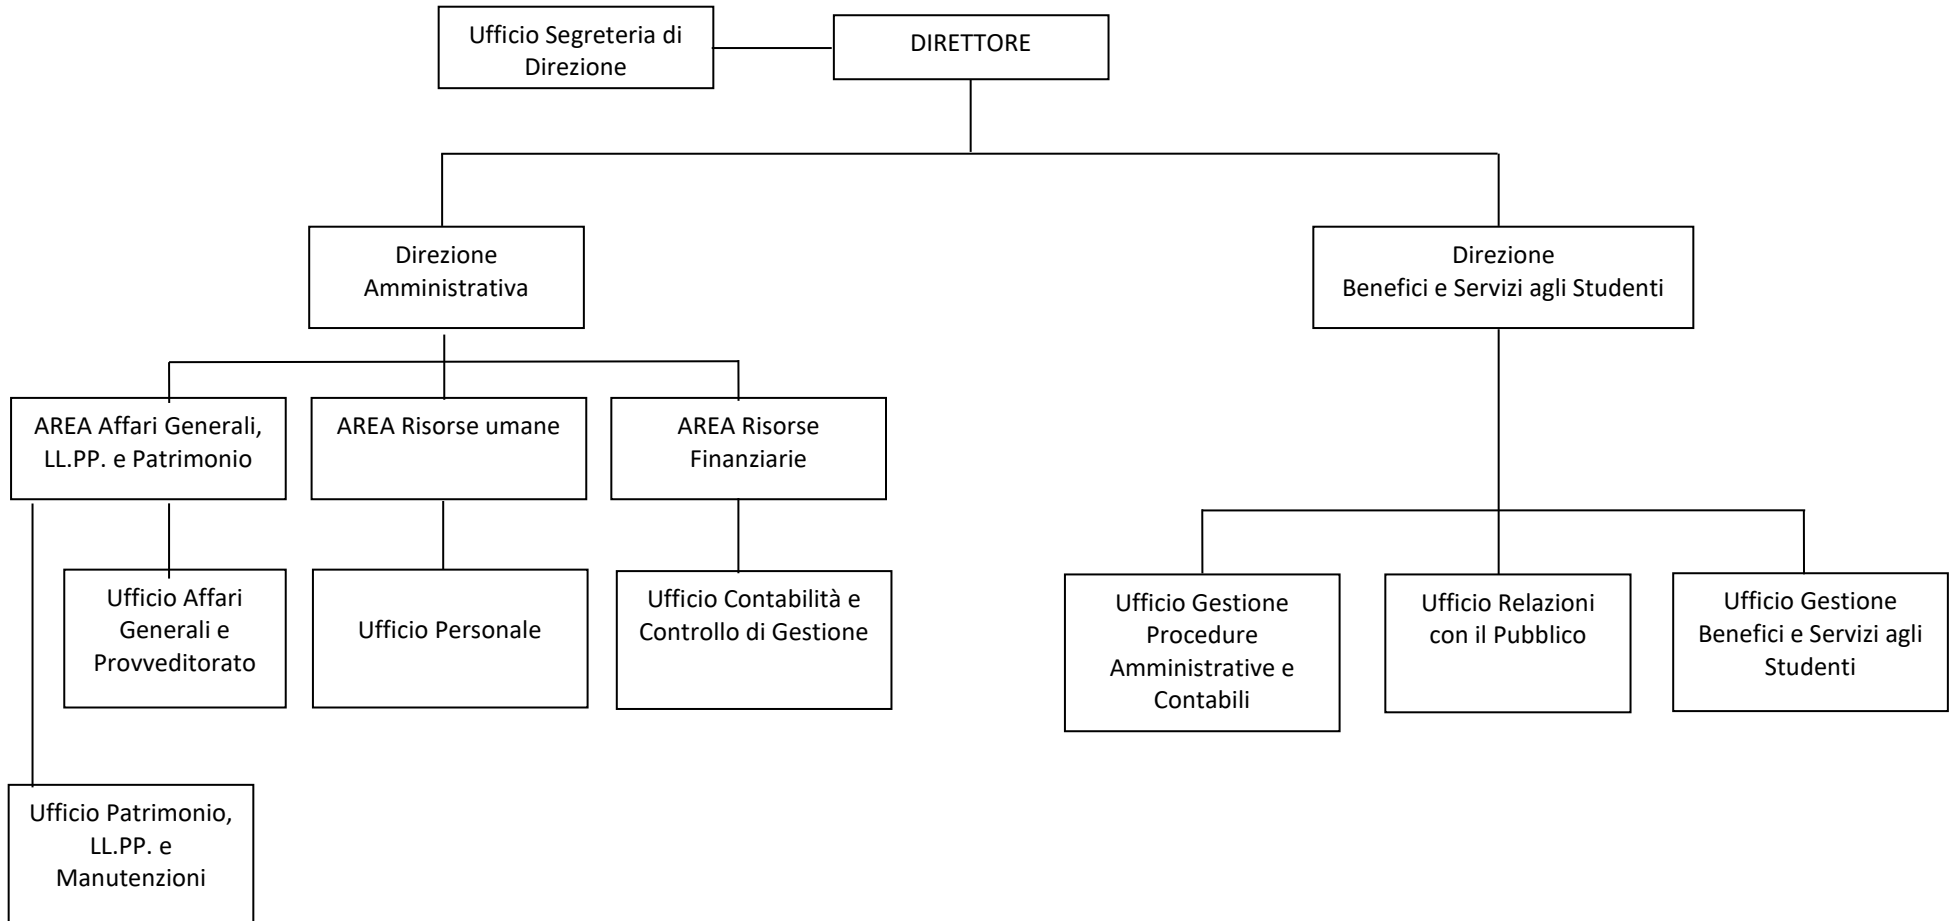 Ufficio Segreteria di
Direzione
DIRETTORE
Direzione
Amministrativa
Direzione
Benefici e Servizi agli Studenti
AREA Affari Generali,
LL.PP. e Patrimonio
AREA Risorse umane
AREA Risorse
Finanziarie
Ufficio Affari
Generali e
Provveditorato
Ufficio Personale
Ufficio Contabilità e
Controllo di Gestione
Ufficio Gestione
Procedure
Amministrative e
Contabili
Ufficio Relazioni
con il Pubblico
Ufficio Gestione
Benefici e Servizi agli
Studenti
Ufficio Patrimonio,
LL.PP. e
Manutenzioni